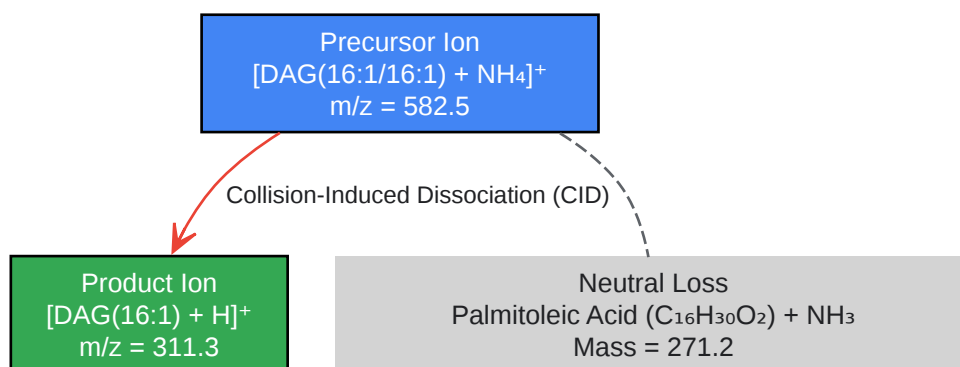 Precursor Ion
[DAG(16:1/16:1) + NH₄]⁺
m/z = 582.5
Collision-Induced Dissociation (CID)
Product Ion
[DAG(16:1) + H]⁺
m/z = 311.3
Neutral Loss
Palmitoleic Acid (C₁₆H₃₀O₂) + NH₃
Mass = 271.2